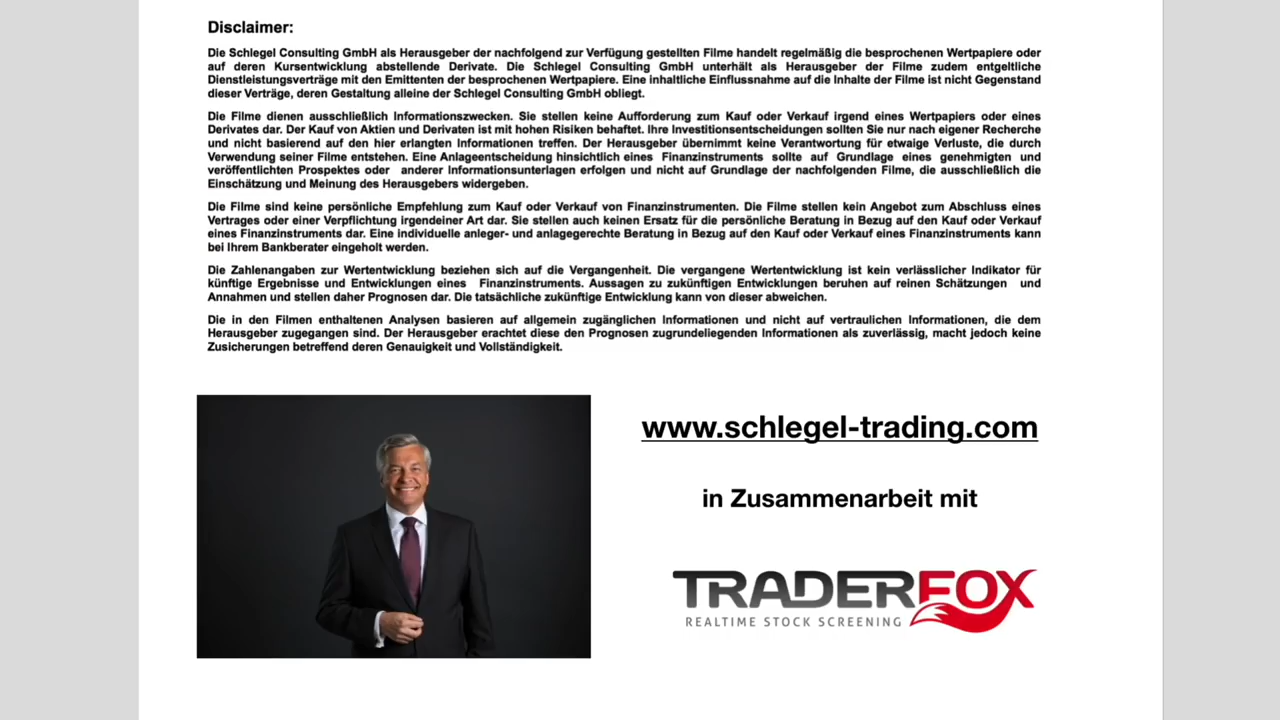 Disclaimer:
Die Schlegel Consulting GmbH als Herausgeber der nachfolgend zur Verfügung gestellten Filme handelt regelmäßig die besprochenen Wertpapiere oder
auf deren Kursentwicklung abstellende Derivate. Die Schlegel Consulting GmbH unterhält als Herausgeber der Filme zudem entgeltliche
Dienstleistungsverträge mit den Emittenten der besprochenen Wertpapiere. Eine inhaltliche Einflussnahme auf die Inhalte der Filme ist nicht Gegenstand
dieser Verträge, deren Gestaltung alleine der Schlegel Consulting GmbH obliegt.
Die Filme dienen ausschließlich Informationszwecken. Sie stellen keine Aufforderung zum Kauf oder Verkauf irgend eines Wertpapiers oder eines
Derivates dar. Der Kauf von Aktien und Derivaten ist mit hohen Risiken behaftet. Ihre Investitionsentscheidungen sollten Sie nur nach eigener Recherche
und nicht basierend auf den hier erlangten Informationen treffen. Der Herausgeber übernimmt keine Verantwortung für etwaige Verluste, die durch
Verwendung seiner Filme entstehen. Eine Anlageentscheidung hinsichtlich eines Finanzinstruments sollte auf Grundlage eines genehmigten und
veröffentlichten Prospektes oder anderer Informationsunterlagen erfolgen und nicht auf Grundlage der nachfolgenden Filme, die ausschließlich die
Einschätzung und Meinung des Herausgebers widergeben.
Die Filme sind keine persönliche Empfehlung zum Kauf oder Verkauf von Finanzinstrumenten. Die Filme stellen kein Angebot zum Abschluss eines
Vertrages oder einer Verpflichtung irgendeiner Art dar. Sie stellen auch keinen Ersatz für die persönliche Beratung in Bezug auf den Kauf oder Verkauf
eines Finanzinstruments dar. Eine individuelle anleger- und anlagegerechte Beratung in Bezug auf den Kauf oder Verkauf eines Finanzinstruments kann
bei Ihrem Bankberater eingeholt werden.
Die Zahlenangaben zur Wertentwicklung beziehen sich auf die Vergangenheit. Die vergangene Wertentwicklung ist kein verlässlicher Indikator für
künftige Ergebnisse und Entwicklungen eines Finanzinstruments. Aussagen zu zukünftigen Entwicklungen beruhen auf reinen Schätzungen und
Annahmen und stellen daher Prognosen dar. Die tatsächliche zukünftige Entwicklung kann von dieser abweichen.
Die in den Filmen enthaltenen Analysen basieren auf allgemein zugänglichen Informationen und nicht auf vertraulichen Informationen, die dem
Herausgeber zugegangen sind. Der Herausgeber erachtet diese den Prognosen zugrundeliegenden Informationen als zuverlässig, macht jedoch keine
Zusicherungen betreffend deren Genauigkeit und Vollständigkeit.
www.schlegel-trading.com
in Zusammenarbeit mit
TRADERFOX
REALTIME STOCK SCREENING